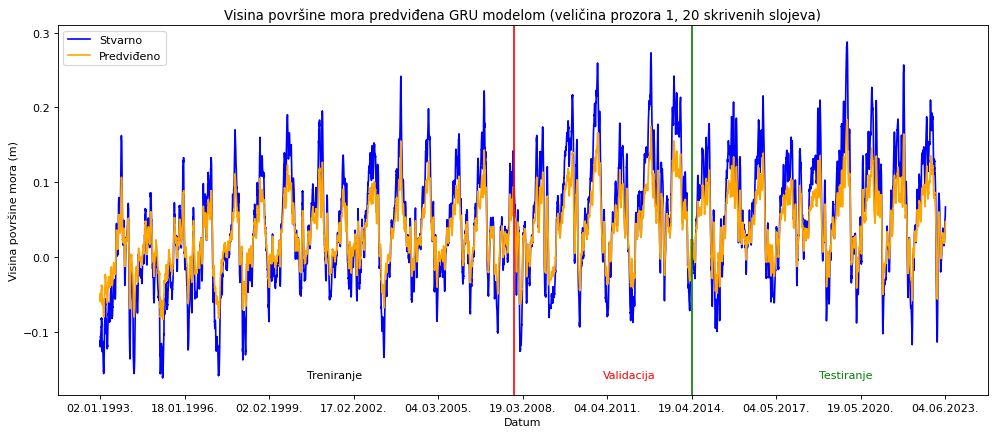 Visina površine mora predviđena GRU modelom (veličina prozora 1, 20 skrivenih slojeva)
Stvarno
Predviđeno
0.3
0.2
0.1
0.0
−0.1
Visina površine mora (m)
Treniranje
Validacija
Testiranje
02.01.1993.
18.01.1996.
02.02.1999.
17.02.2002.
04.03.2005.
19.03.2008.
04.04.2011.
19.04.2014.
04.05.2017.
19.05.2020.
04.06.2023.
Datum